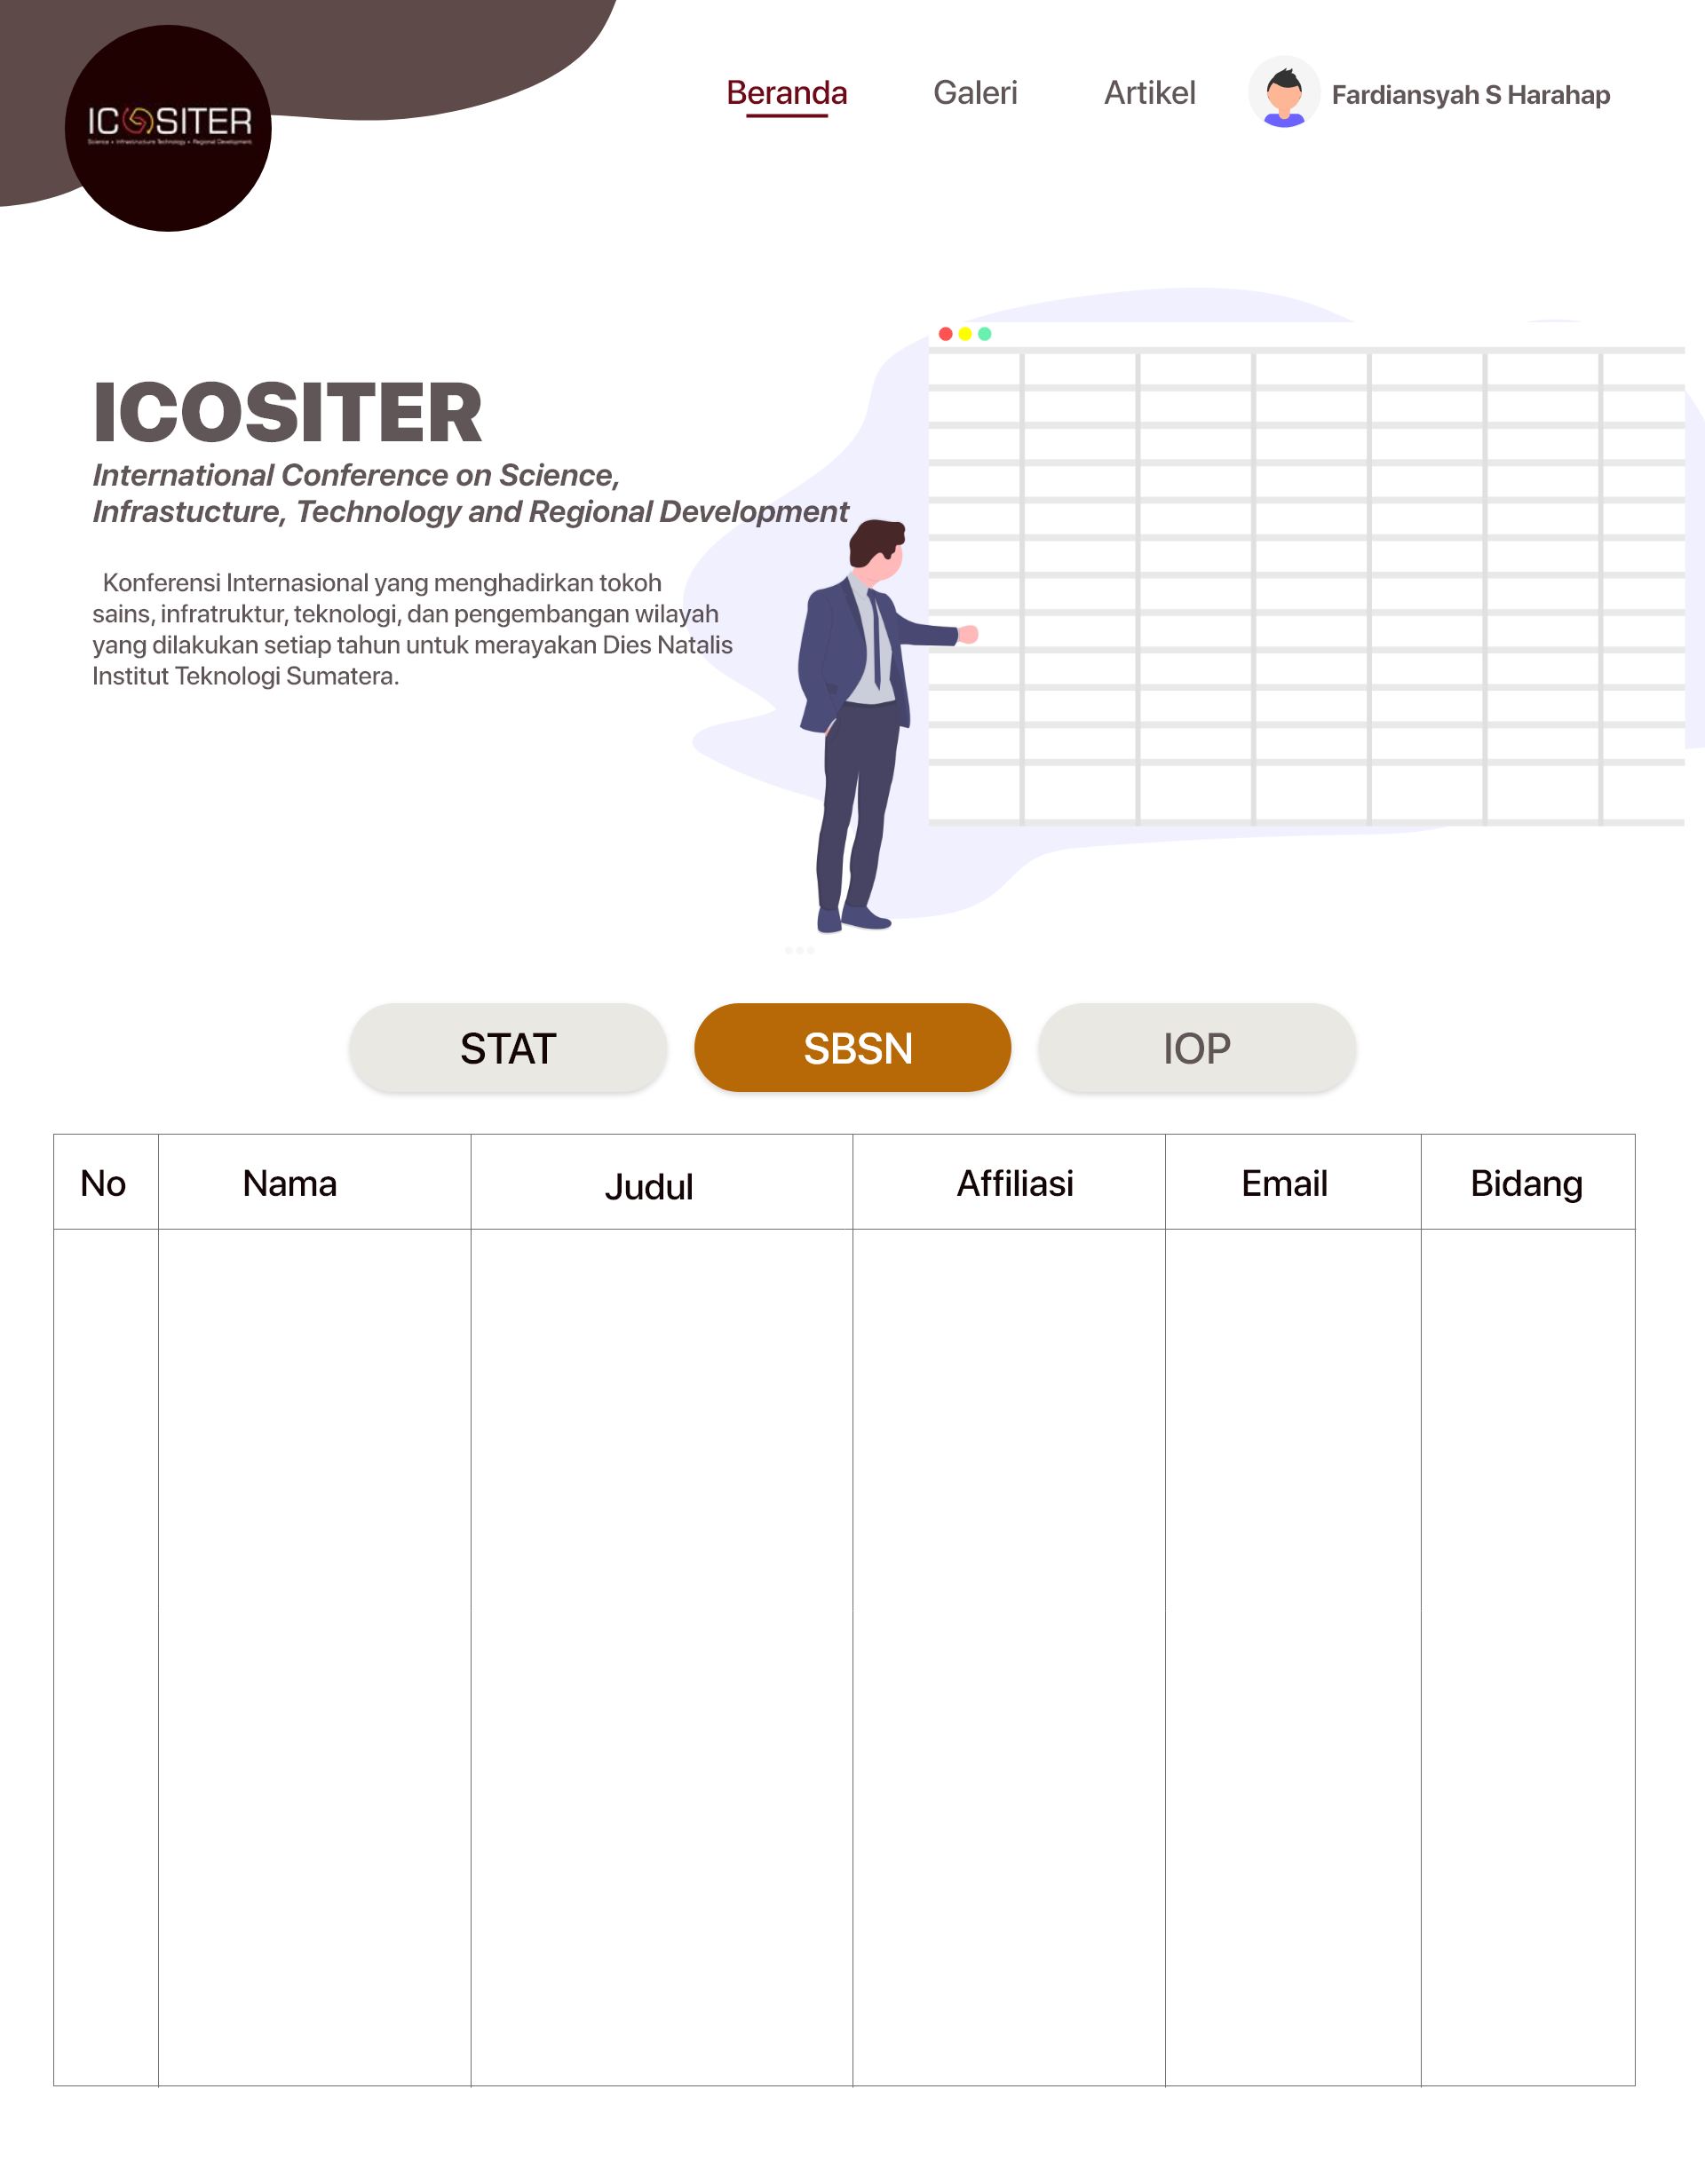 ICOSITER
Science • Infrastructure Technology • Regional Development
Beranda
Galeri
Artikel
Fardiansyah S Harahap
ICOSITER
International Conference on Science,
Infrastucture, Technology and Regional Development
Konferensi Internasional yang menghadirkan tokoh
sains, infratruktur, teknologi, dan pengembangan wilayah
yang dilakukan setiap tahun untuk merayakan Dies Natalis
Institut Teknologi Sumatera.
STAT
SBSN
IOP
No
Nama
Judul
Affiliasi
Email
Bidang